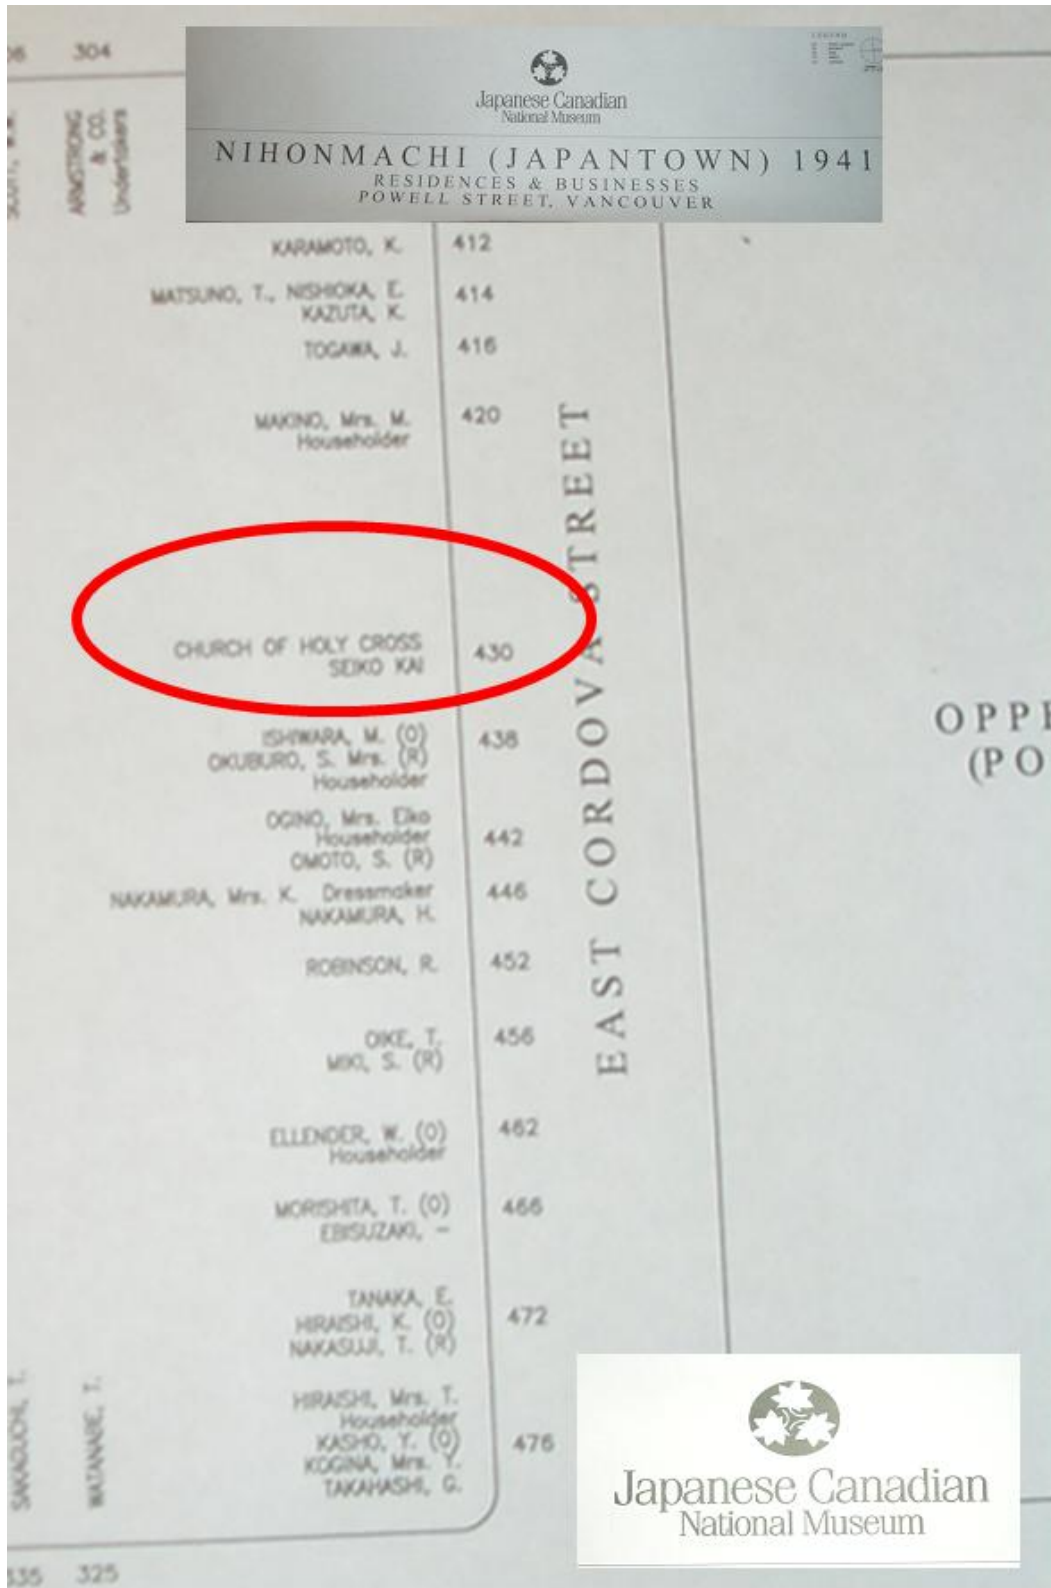 304
ARMSTRONG
& CO.
Undertakers
Japanese Canadian
National Museum
NIHONMACHI (JAPANTOWN) 1941
RESIDENCES & BUSINESSES
POWELL STREET, VANCOUVER
KARAMOTO, K. 412
MATSUNO, T., NISHIOKA, E. 414
KAZUTA, K.
TOGAWA, J. 416
MAKINO, Mrs. M. 420
Householder
CHURCH OF HOLY CROSS 430
SEIKO KAI
ISHIWARA, M. (O) 438
OKUBURO, S. Mrs. (R)
Householder
OGINO, Mrs. Eiko
Householder 442
OMOTO, S. (R)
NAKAMURA, Mrs. K. Dressmaker 446
NAKAMURA, H.
ROBINSON, R. 452
OIKE, T. 456
MIKI, S. (R)
ELLENDER, W. (O) 462
Householder
MORISHITA, T. (O) 466
EBISUZAKI, –
TANAKA, E.
HIRAISHI, K. (O) 472
NAKASUJI, T. (R)
HIRAISHI, Mrs. T.
Householder
KASHO, Y. (O) 476
KOGINA, Mrs. Y.
TAKAHASHI, G.
EAST CORDOVA STREET
OPPE
(PO
SAKAGUCHI, T.
WATANABE, T.
335 325
Japanese Canadian
National Museum